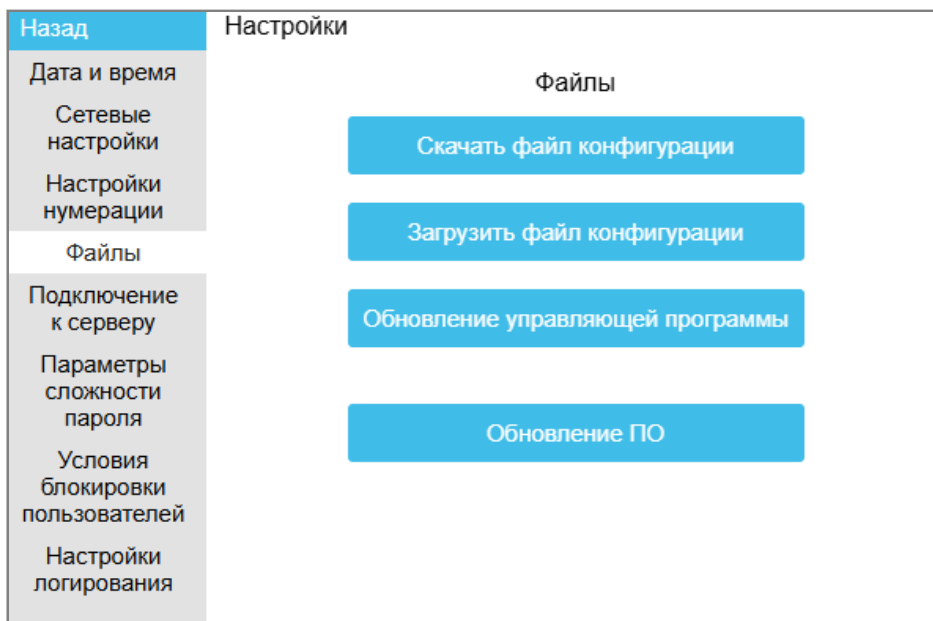 Назад
Дата и время
Сетевые
настройки
Настройки
нумерации
Файлы
Подключение
к серверу
Параметры
сложности
пароля
Условия
блокировки
пользователей
Настройки
логирования
Настройки
Файлы
Скачать файл конфигурации
Загрузить файл конфигурации
Обновление управляющей программы
Обновление ПО